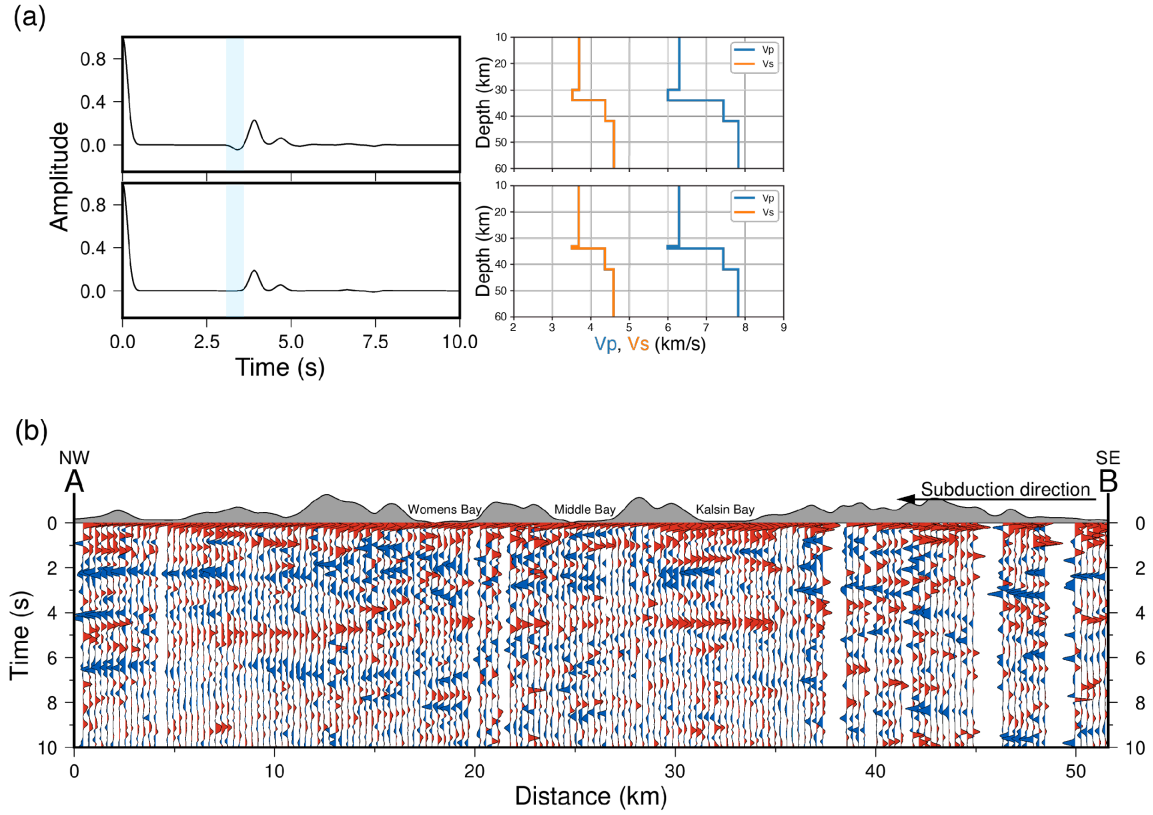 (a)
Amplitude
0.8
0.4
0.0
0.8
0.4
0.0
0.0 2.5 5.0 7.5 10.0
Time (s)
Depth (km)
10
20
30
40
50
60
Vp
Vs
Depth (km)
10
20
30
40
50
60
Vp
Vs
2 3 4 5 6 7 8 9
Vp, Vs (km/s)
(b)
NW
A
SE
B
Subduction direction
Womens Bay Middle Bay Kalsin Bay
Time (s)
0 0
2 2
4 4
6 6
8 8
10 10
0 10 20 30 40 50
Distance (km)